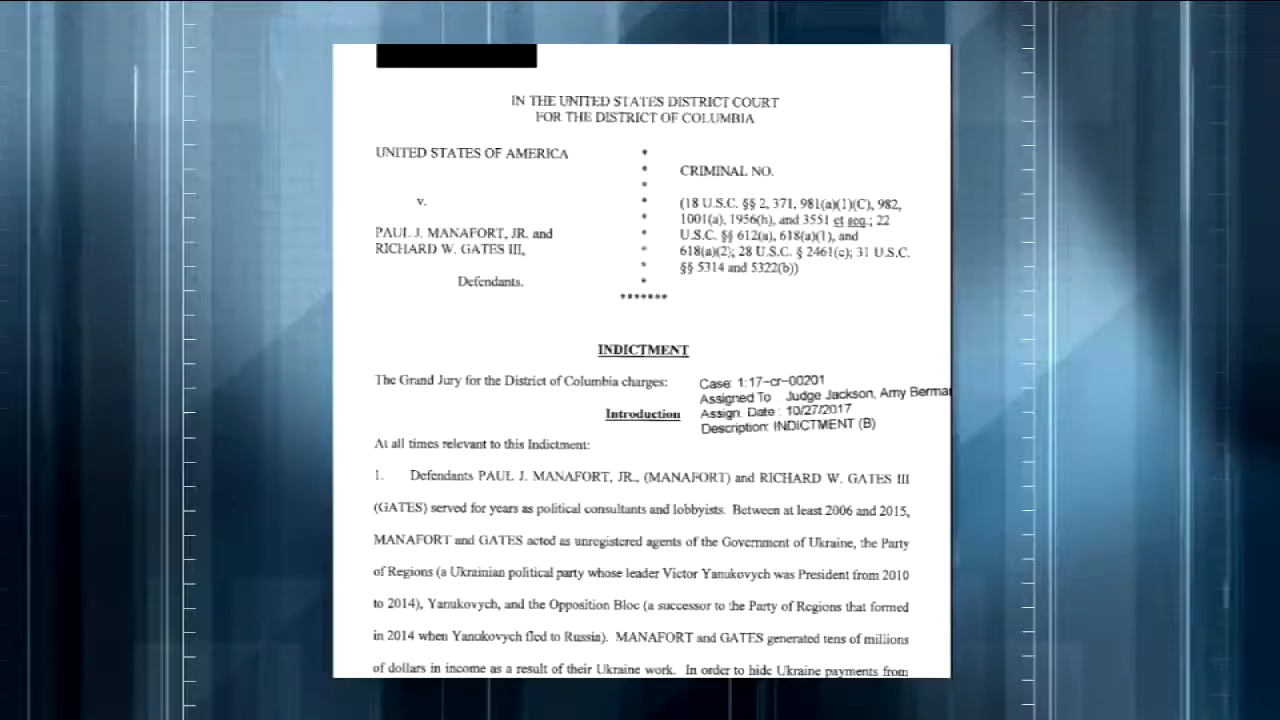 IN THE UNITED STATES DISTRICT COURT
FOR THE DISTRICT OF COLUMBIA
UNITED STATES OF AMERICA
v.
PAUL J. MANAFORT, JR. and
RICHARD W. GATES III,
Defendants.
*
*
*
*
*
*
*
*
*
*******
CRIMINAL NO.
(18 U.S.C. §§ 2, 371, 981(a)(1)(C), 982,
1001(a), 1956(h), and 3551 et seq.; 22
U.S.C. §§ 612(a), 618(a)(1), and
618(a)(2); 28 U.S.C. § 2461(c); 31 U.S.C.
§§ 5314 and 5322(b))
INDICTMENT
The Grand Jury for the District of Columbia charges:
Case: 1:17-cr-00201
Assigned To : Judge Jackson, Amy Berma
Assign. Date : 10/27/2017
Description: INDICTMENT (B)
Introduction
At all times relevant to this Indictment:
1. Defendants PAUL J. MANAFORT, JR., (MANAFORT) and RICHARD W. GATES III
(GATES) served for years as political consultants and lobbyists. Between at least 2006 and 2015,
MANAFORT and GATES acted as unregistered agents of the Government of Ukraine, the Party
of Regions (a Ukrainian political party whose leader Victor Yanukovych was President from 2010
to 2014), Yanukovych, and the Opposition Bloc (a successor to the Party of Regions that formed
in 2014 when Yanukovych fled to Russia). MANAFORT and GATES generated tens of millions
of dollars in income as a result of their Ukraine work. In order to hide Ukraine payments from